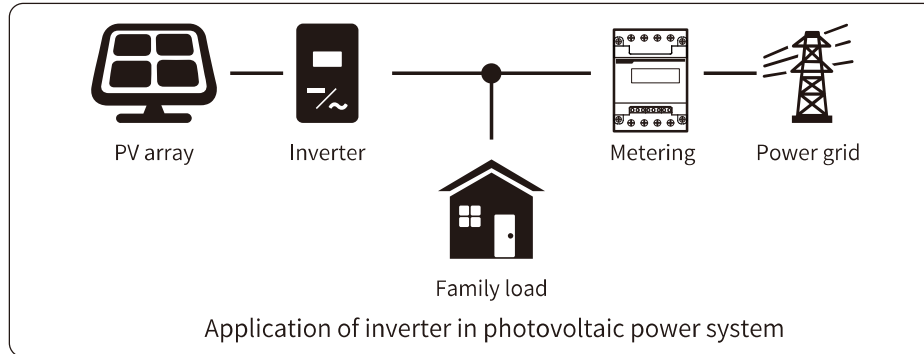 PV array
Inverter
Metering
Power grid
Family load
Application of inverter in photovoltaic power system